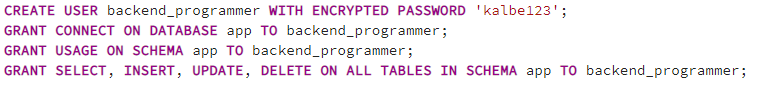 CREATE USER backend_programmer WITH ENCRYPTED PASSWORD 'kalbe123';
GRANT CONNECT ON DATABASE app TO backend_programmer;
GRANT USAGE ON SCHEMA app TO backend_programmer;
GRANT SELECT, INSERT, UPDATE, DELETE ON ALL TABLES IN SCHEMA app TO backend_programmer;